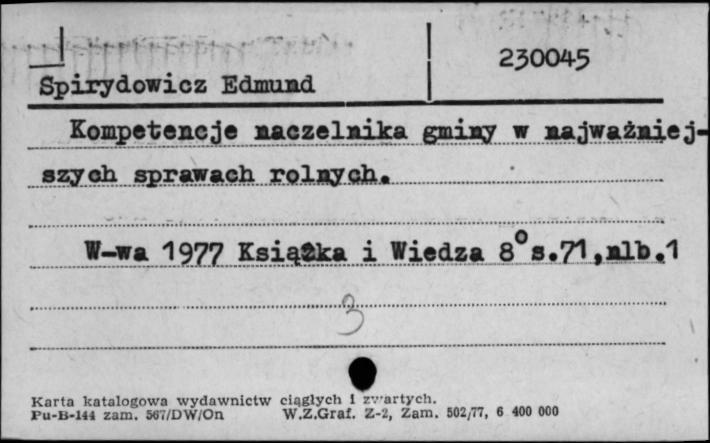 230045
Spirydowicz Edmund
Kompetencje naczelnika gminy w najważniej-
szych sprawach rolnych.
W-wa 1977 Książka i Wiedza 8° s.71,nlb.1
3
Karta katalogowa wydawnictw ciągłych i zwartych.
Pu-B-144 zam. 567/DW/On W.Z.Graf. Z-2, Zam. 502/77, 6 400 000